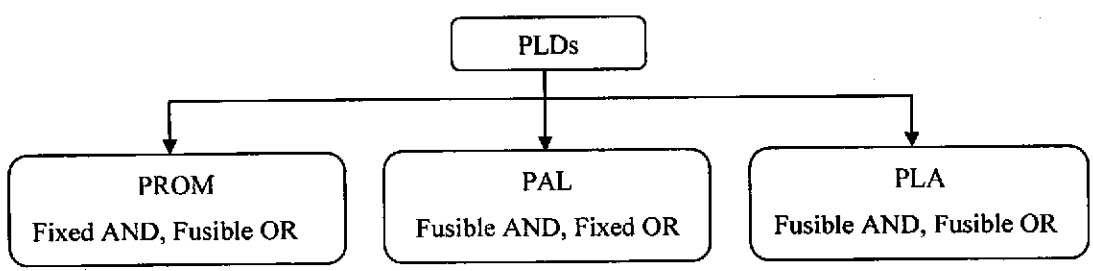 PLDs
PROM
Fixed AND, Fusible OR
PAL
Fusible AND, Fixed OR
PLA
Fusible AND, Fusible OR